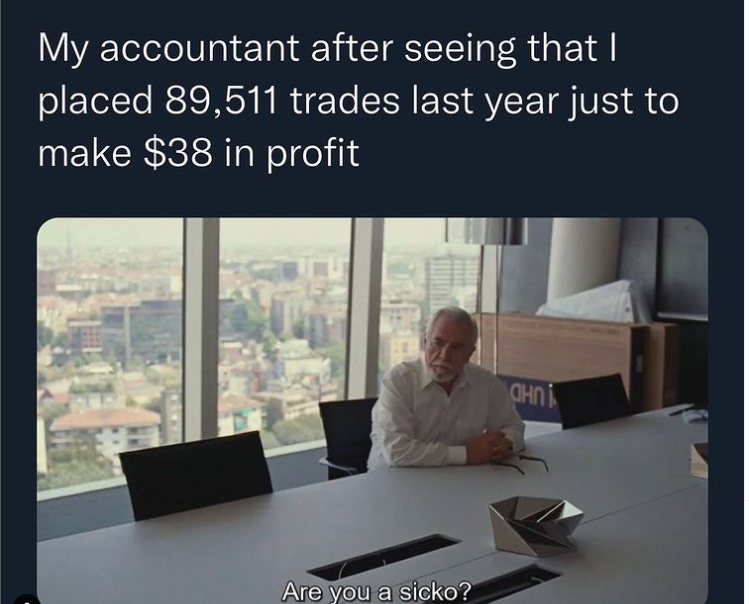 My accountant after seeing that I
placed 89,511 trades last year just to
make $38 in profit
Are you a sicko?